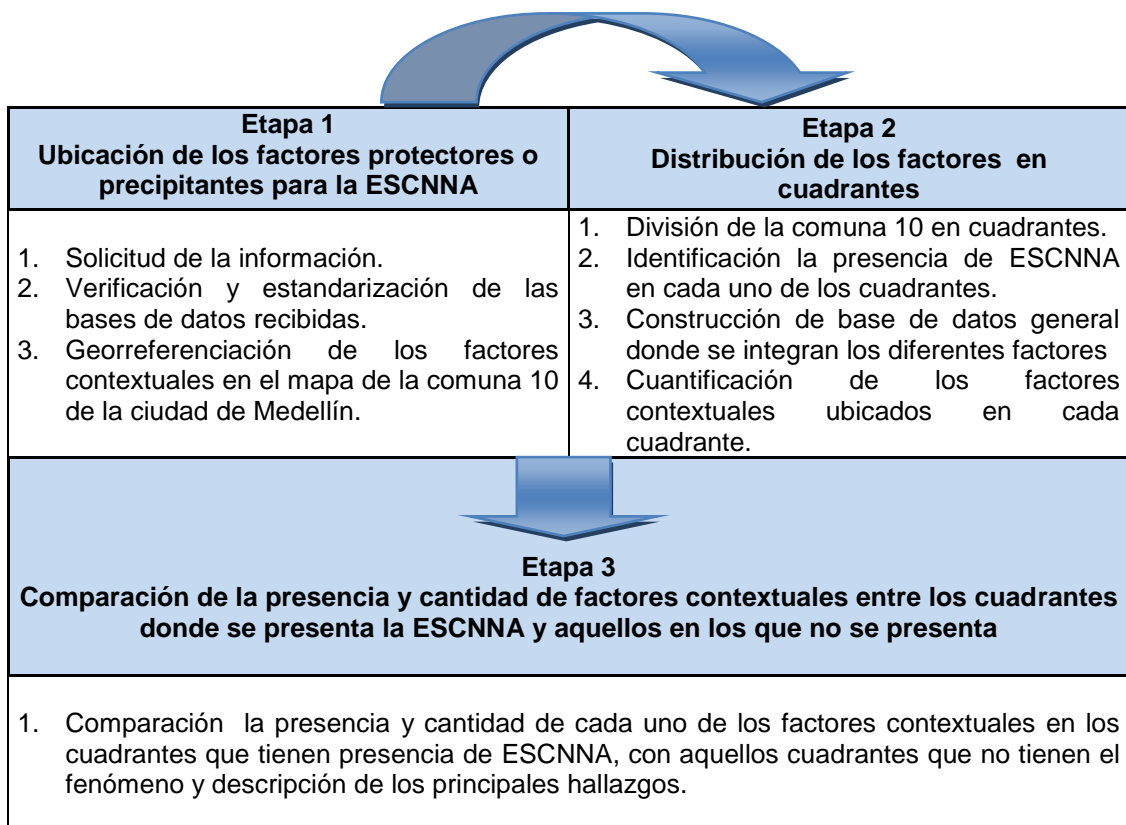 Etapa 1
Ubicación de los factores protectores o
precipitantes para la ESCNNA
Etapa 2
Distribución de los factores en
cuadrantes
1. Solicitud de la información.
2. Verificación y estandarización de las
bases de datos recibidas.
3. Georreferenciación de los factores
contextuales en el mapa de la comuna 10
de la ciudad de Medellín.
1. División de la comuna 10 en cuadrantes.
2. Identificación la presencia de ESCNNA
en cada uno de los cuadrantes.
3. Construcción de base de datos general
donde se integran los diferentes factores
4. Cuantificación de los factores
contextuales ubicados en cada
cuadrante.
Etapa 3
Comparación de la presencia y cantidad de factores contextuales entre los cuadrantes
donde se presenta la ESCNNA y aquellos en los que no se presenta
1. Comparación la presencia y cantidad de cada uno de los factores contextuales en los
cuadrantes que tienen presencia de ESCNNA, con aquellos cuadrantes que no tienen el
fenómeno y descripción de los principales hallazgos.